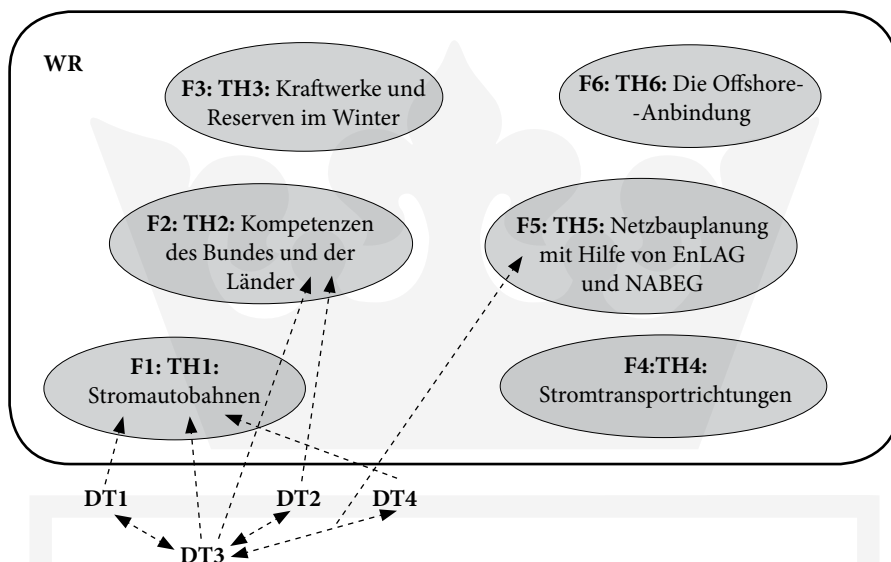 WR
F3: TH3: Kraftwerke und
Reserven im Winter
F6: TH6: Die Offshore-
-Anbindung
F2: TH2: Kompetenzen
des Bundes und der
Länder
F5: TH5: Netzbauplanung
mit Hilfe von EnLAG
und NABEG
F1: TH1:
Stromautobahnen
F4:TH4:
Stromtransportrichtungen
DT1
DT2
DT4
DT3